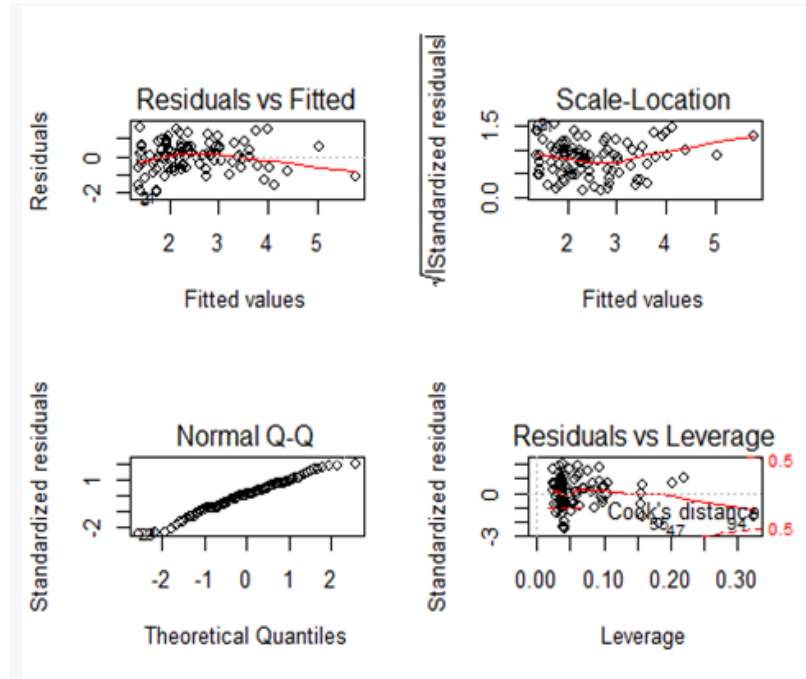 Residuals vs Fitted
Residuals
0
-2
2 3 4 5
Fitted values
Scale-Location
√|Standardized residuals|
1.5
0.0
2 3 4 5
Fitted values
Normal Q-Q
Standardized residuals
1
-2
-2 -1 0 1 2
Theoretical Quantiles
Residuals vs Leverage
Standardized residuals
0
-3
0.5
0.5
Cook's distance
47
94
0.00 0.10 0.20 0.30
Leverage